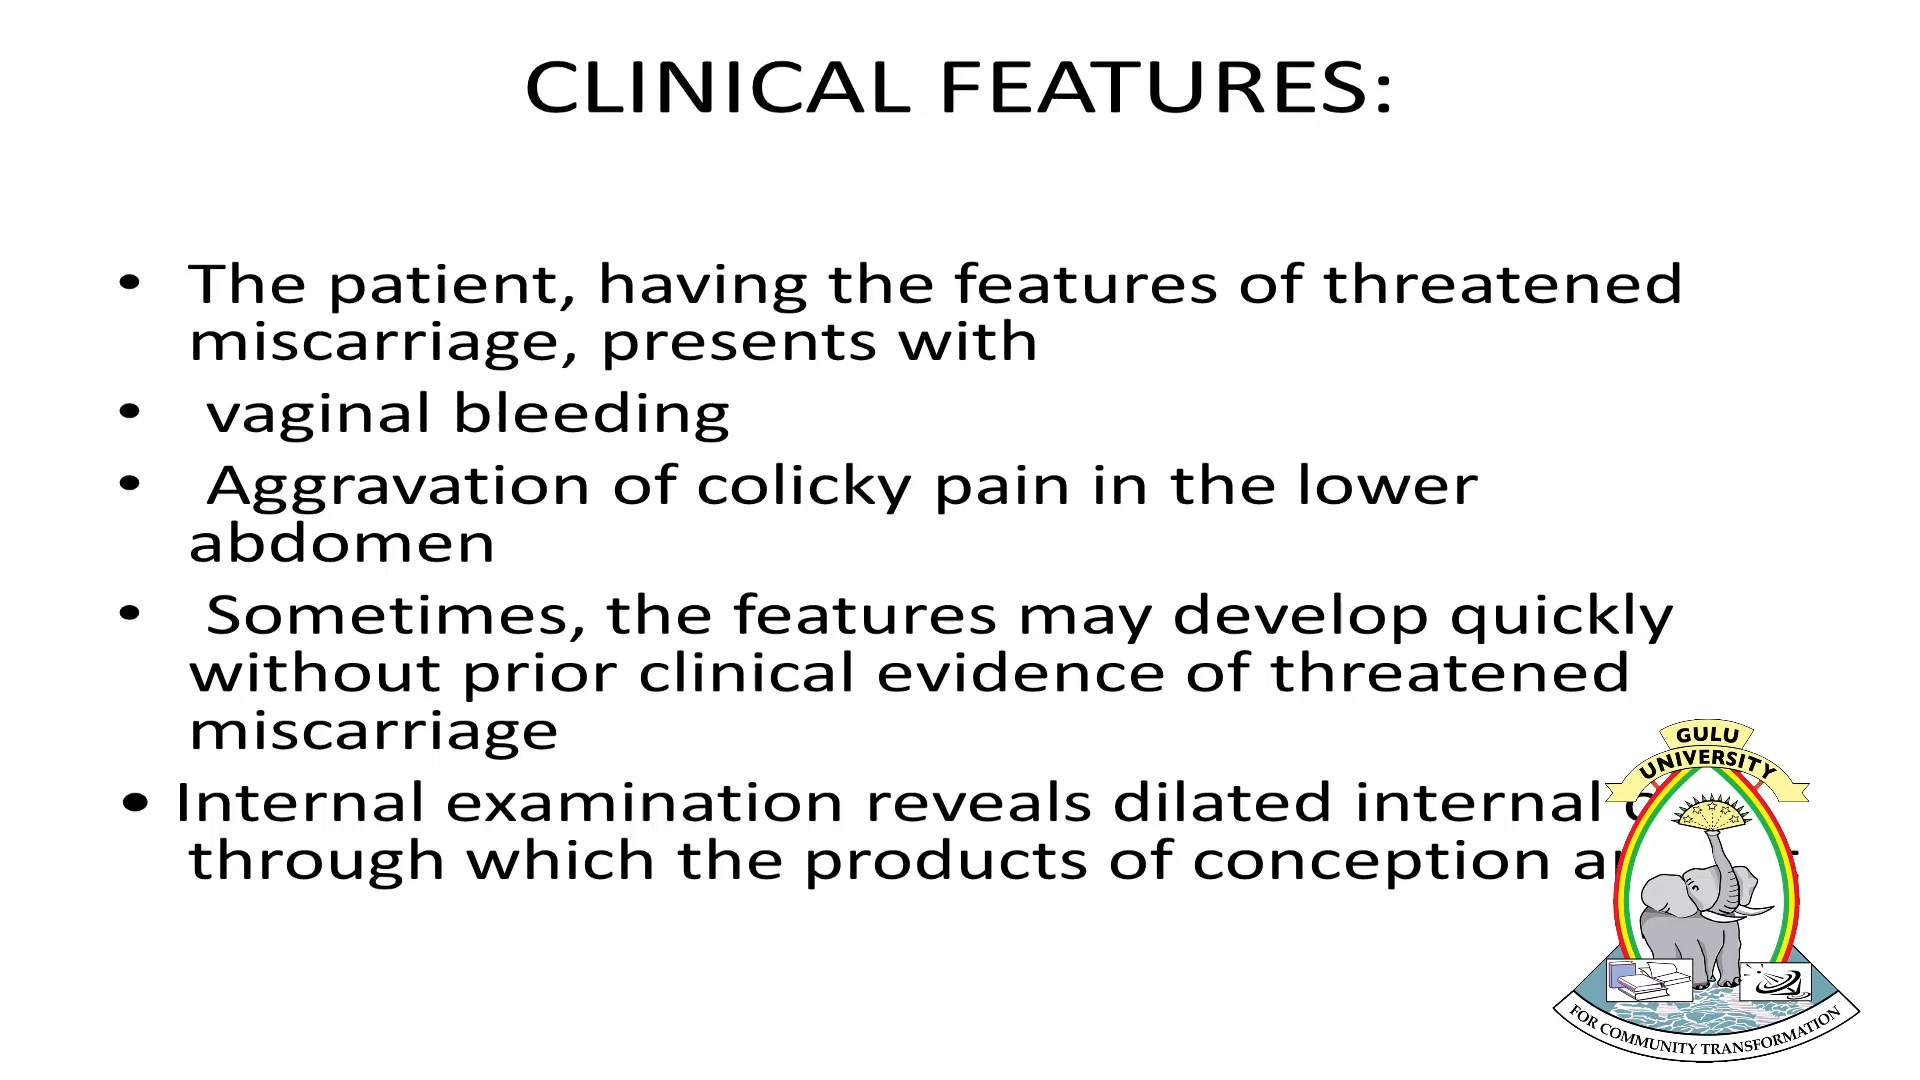 CLINICAL FEATURES:
• The patient, having the features of threatened
miscarriage, presents with
• vaginal bleeding
• Aggravation of colicky pain in the lower
abdomen
• Sometimes, the features may develop quickly
without prior clinical evidence of threatened
miscarriage
• Internal examination reveals dilated internal
through which the products of conception
GULU
UNIVERSITY
FOR COMMUNITY TRANSFORMATION